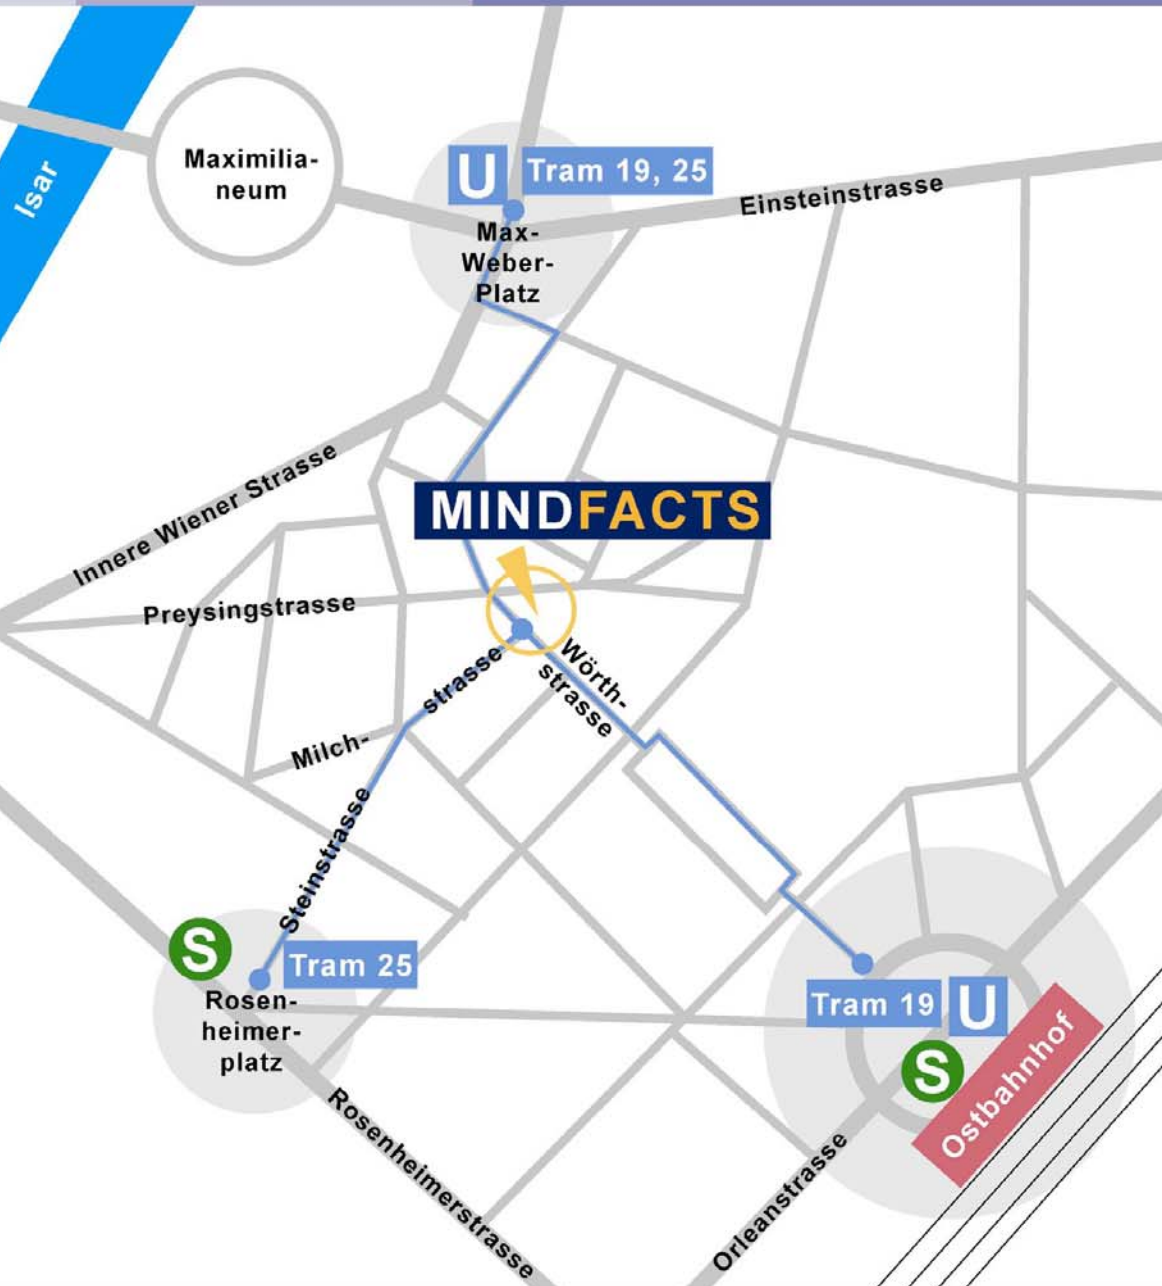 Isar
Maximilia-
neum
U
Tram 19, 25
Einsteinstrasse
Max-
Weber-
Platz
Innere Wiener Strasse
MINDFACTS
Preysingstrasse
Wörth-
strasse
Milch-
strasse
Steinstrasse
S
Tram 25
Rosen-
heimer-
platz
Tram 19
U
S
Ostbahnhof
Rosenheimerstrasse
Orleanstrasse